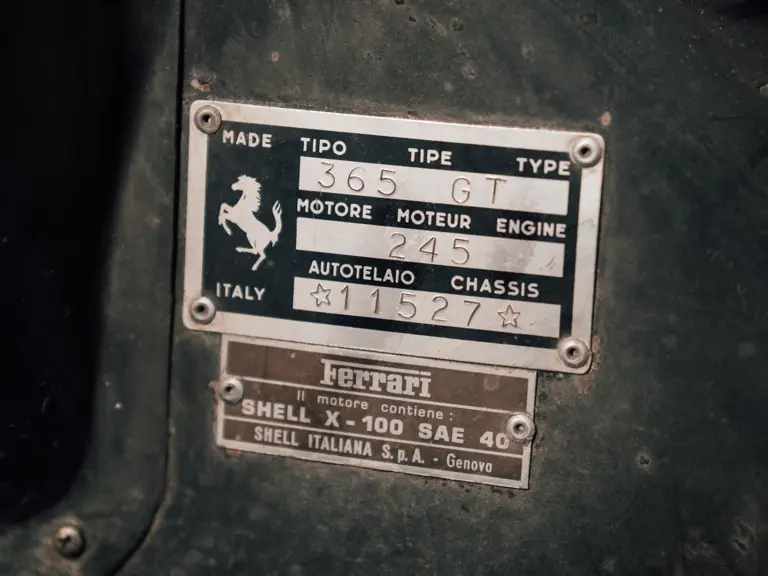 MADE TIPO TIPE TYPE
365 GT
MOTORE MOTEUR ENGINE
245
ITALY AUTOTELAIO CHASSIS
☆11527☆
Ferrari
Il motore contiene:
SHELL X-100 SAE 40
SHELL ITALIANA S.p.A. - Genova